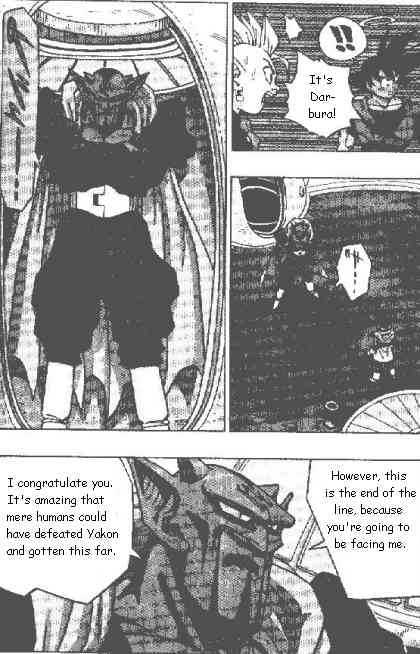 It's
Dar-
bura!
!!
I congratulate you.
It's amazing that
mere humans could
have defeated Yakon
and gotten this far.
However, this
is the end of the
line, because
you're going to
be facing me.